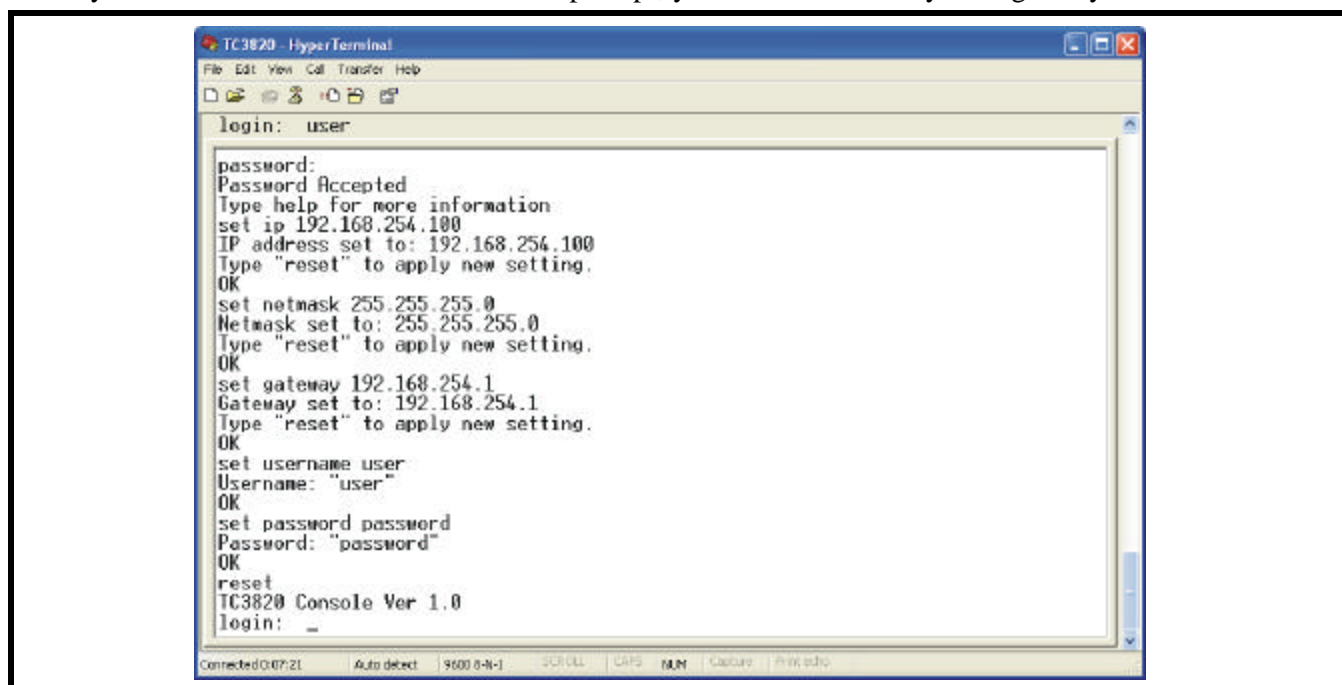 TC3820 - HyperTerminal
File Edit View Call Transfer Help
login: user
password:
Password Accepted
Type help for more information
set ip 192.168.254.100
IP address set to: 192.168.254.100
Type "reset" to apply new setting.
OK
set netmask 255.255.255.0
Netmask set to: 255.255.255.0
Type "reset" to apply new setting.
OK
set gateway 192.168.254.1
Gateway set to: 192.168.254.1
Type "reset" to apply new setting.
OK
set username user
Username: "user"
OK
set password password
Password: "password"
OK
reset
TC3820 Console Ver 1.0
login: _
Connected 0:07:21 Auto detect 9600 8-N-1 SCROLL CAPS NUM Capture Print echo